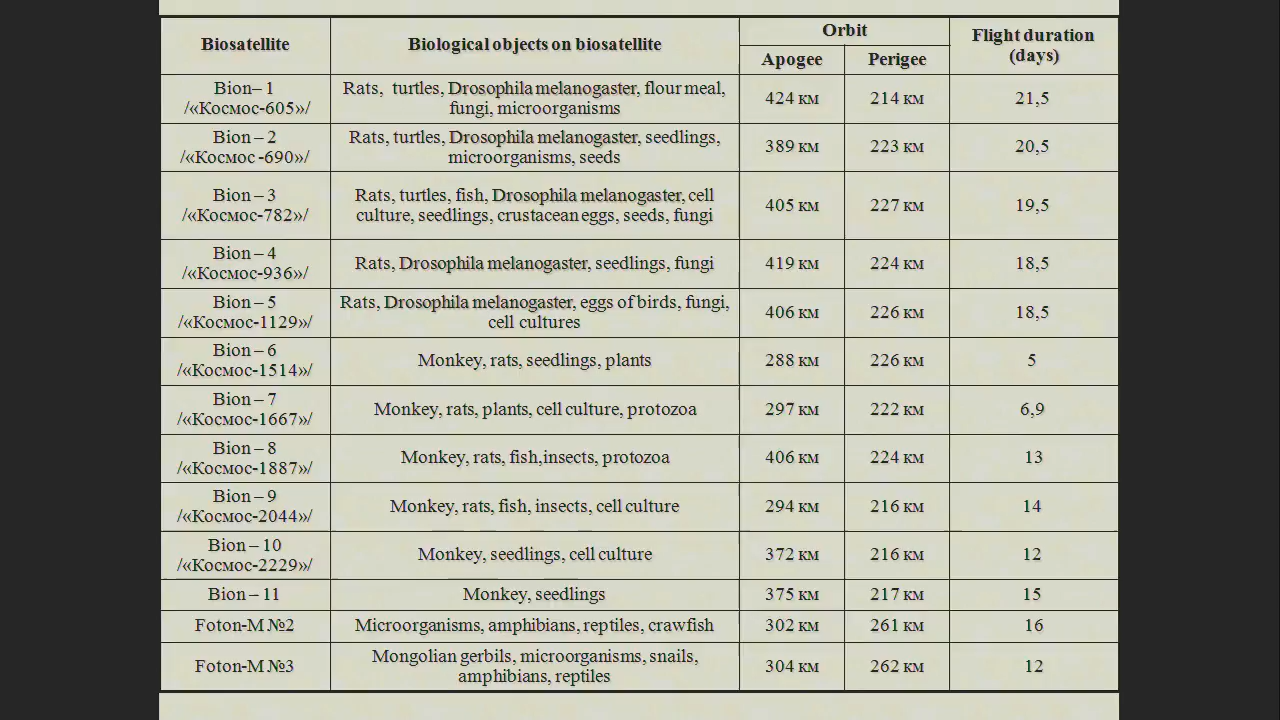 Biosatellite
Biological objects on biosatellite
Orbit
Flight duration
(days)
Apogee
Perigee
Bion– 1
/«Космос-605»/
Rats, turtles, Drosophila melanogaster, flour meal,
fungi, microorganisms
424 км
214 км
21,5
Bion – 2
/«Космос -690»/
Rats, turtles, Drosophila melanogaster, seedlings,
microorganisms, seeds
389 км
223 км
20,5
Bion – 3
/«Космос-782»/
Rats, turtles, fish, Drosophila melanogaster, cell
culture, seedlings, crustacean eggs, seeds, fungi
405 км
227 км
19,5
Bion – 4
/«Космос-936»/
Rats, Drosophila melanogaster, seedlings, fungi
419 км
224 км
18,5
Bion – 5
/«Космос-1129»/
Rats, Drosophila melanogaster, eggs of birds, fungi,
cell cultures
406 км
226 км
18,5
Bion – 6
/«Космос-1514»/
Monkey, rats, seedlings, plants
288 км
226 км
5
Bion – 7
/«Космос-1667»/
Monkey, rats, plants, cell culture, protozoa
297 км
222 км
6,9
Bion – 8
/«Космос-1887»/
Monkey, rats, fish,insects, protozoa
406 км
224 км
13
Bion – 9
/«Космос-2044»/
Monkey, rats, fish, insects, cell culture
294 км
216 км
14
Bion – 10
/«Космос-2229»/
Monkey, seedlings, cell culture
372 км
216 км
12
Bion – 11
Monkey, seedlings
375 км
217 км
15
Foton-M №2
Microorganisms, amphibians, reptiles, crawfish
302 км
261 км
16
Foton-M №3
Mongolian gerbils, microorganisms, snails,
amphibians, reptiles
304 км
262 км
12